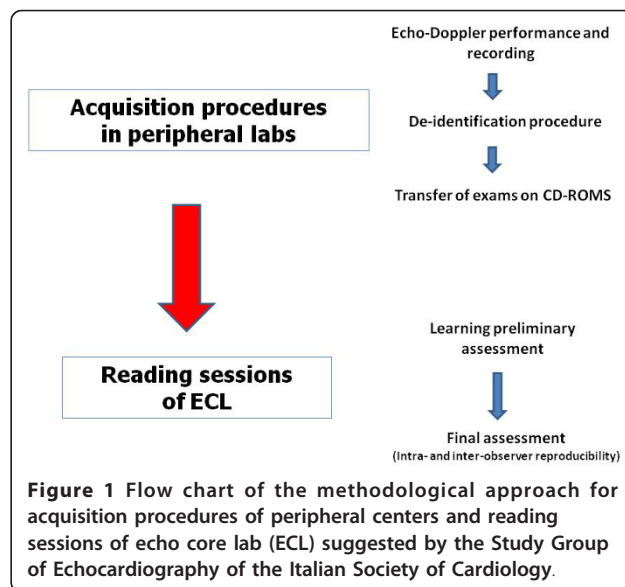 Echo-Doppler performance and
recording
Acquisition procedures
in peripheral labs
De-identification procedure
Transfer of exams on CD-ROMS
Learning preliminary
assessment
Reading sessions
of ECL
Final assessment
(Intra- and inter-observer reproducibility)
Figure 1 Flow chart of the methodological approach for
acquisition procedures of peripheral centers and reading
sessions of echo core lab (ECL) suggested by the Study Group
of Echocardiography of the Italian Society of Cardiology.